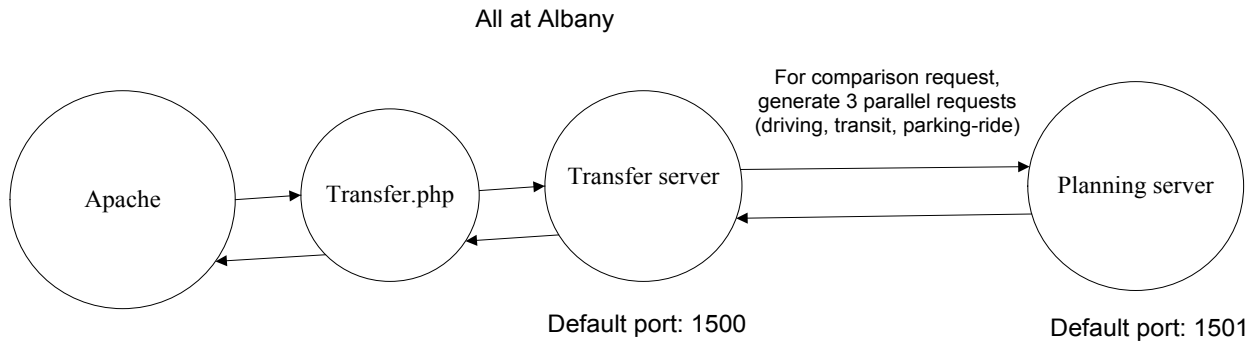 All at Albany
For comparison request,
generate 3 parallel requests
(driving, transit, parking-ride)
Apache
Transfer.php
Transfer server
Planning server
Default port: 1500
Default port: 1501